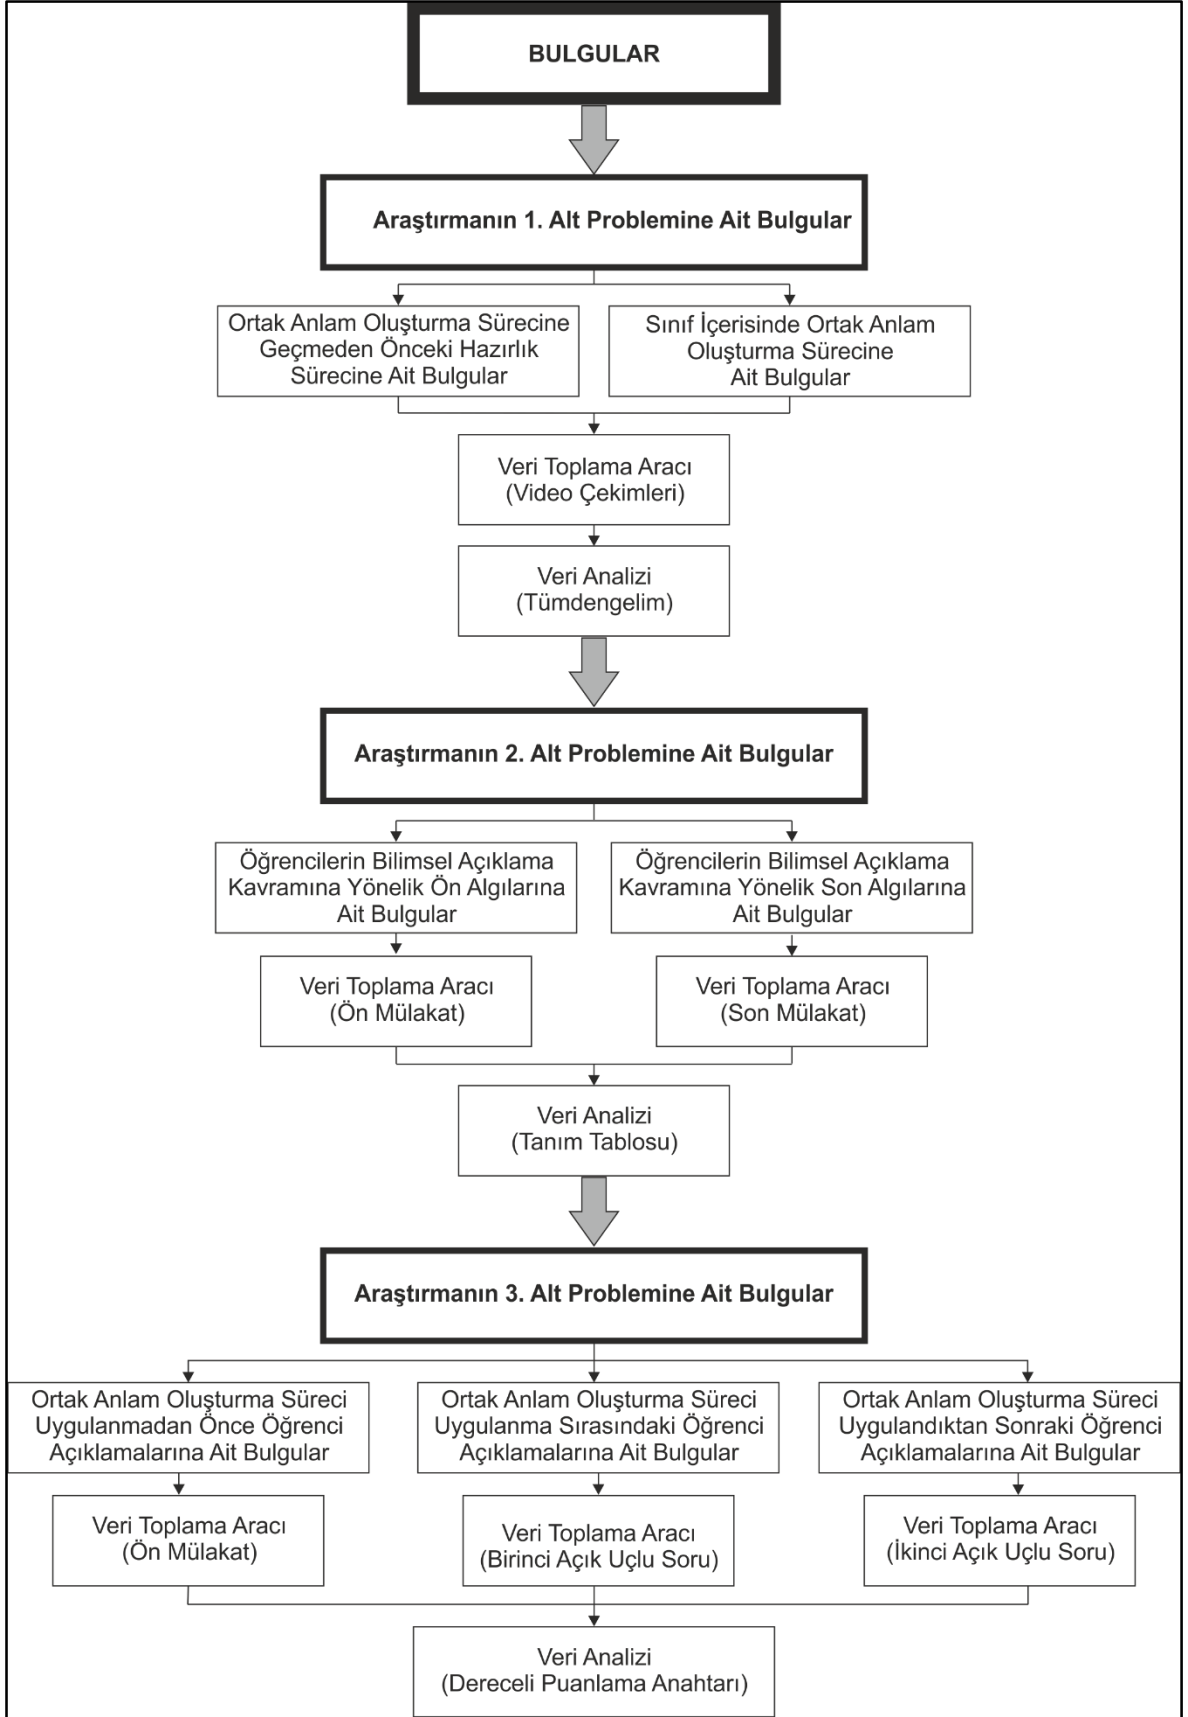 BULGULAR
Araştırmanın 1. Alt Problemine Ait Bulgular
Ortak Anlam Oluşturma Sürecine
Geçmeden Önceki Hazırlık
Sürecine Ait Bulgular
Sınıf İçerisinde Ortak Anlam
Oluşturma Sürecine
Ait Bulgular
Veri Toplama Aracı
(Video Çekimleri)
Veri Analizi
(Tümdengelim)
Araştırmanın 2. Alt Problemine Ait Bulgular
Öğrencilerin Bilimsel Açıklama
Kavramına Yönelik Ön Algılarına
Ait Bulgular
Öğrencilerin Bilimsel Açıklama
Kavramına Yönelik Son Algılarına
Ait Bulgular
Veri Toplama Aracı
(Ön Mülakat)
Veri Toplama Aracı
(Son Mülakat)
Veri Analizi
(Tanım Tablosu)
Araştırmanın 3. Alt Problemine Ait Bulgular
Ortak Anlam Oluşturma Süreci
Uygulanmadan Önce Öğrenci
Açıklamalarına Ait Bulgular
Ortak Anlam Oluşturma Süreci
Uygulanma Sırasındaki Öğrenci
Açıklamalarına Ait Bulgular
Ortak Anlam Oluşturma Süreci
Uygulandıktan Sonraki Öğrenci
Açıklamalarına Ait Bulgular
Veri Toplama Aracı
(Ön Mülakat)
Veri Toplama Aracı
(Birinci Açık Uçlu Soru)
Veri Toplama Aracı
(İkinci Açık Uçlu Soru)
Veri Analizi
(Dereceli Puanlama Anahtarı)